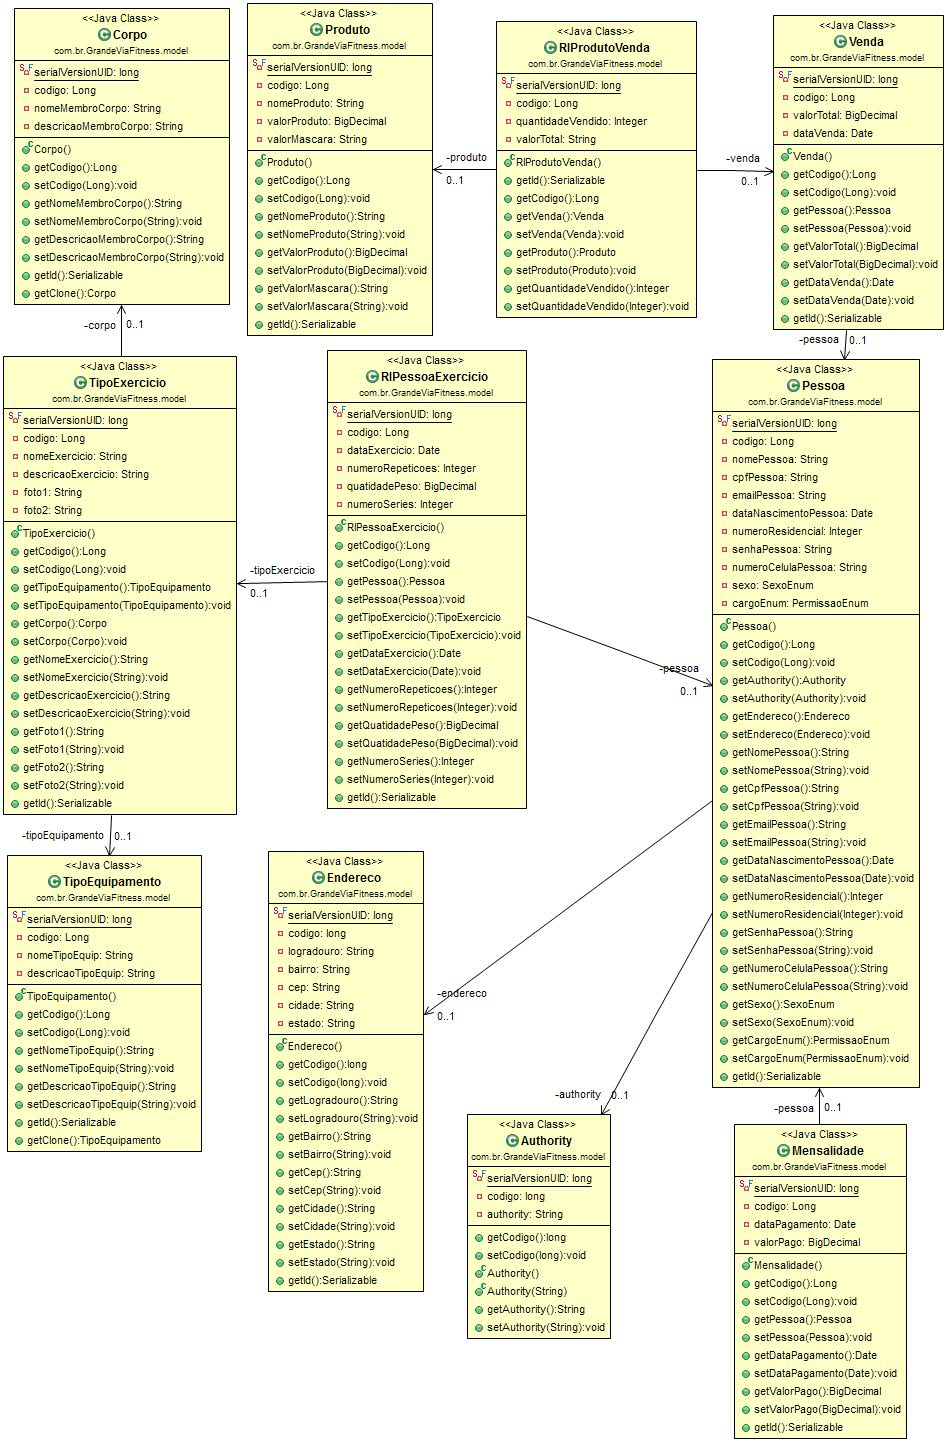 <<Java Class>>
Corpo
com.br.GrandeViaFitness.model
serialVersionUID: long
codigo: Long
nomeMembroCorpo: String
descricaoMembroCorpo: String
Corpo()
getCodigo():Long
setCodigo(Long):void
getNomeMembroCorpo():String
setNomeMembroCorpo(String):void
getDescricaoMembroCorpo():String
setDescricaoMembroCorpo(String):void
getId():Serializable
getClone():Corpo
<<Java Class>>
Produto
com.br.GrandeViaFitness.model
serialVersionUID: long
codigo: Long
nomeProduto: String
valorProduto: BigDecimal
valorMascara: String
Produto()
getCodigo():Long
setCodigo(Long):void
getNomeProduto():String
setNomeProduto(String):void
getValorProduto():BigDecimal
setValorProduto(BigDecimal):void
getValorMascara():String
setValorMascara(String):void
getId():Serializable
-produto
0..1
<<Java Class>>
RlProdutoVenda
com.br.GrandeViaFitness.model
serialVersionUID: long
codigo: Long
quantidadeVendido: Integer
valorTotal: String
RlProdutoVenda()
getId():Serializable
getCodigo():Long
getVenda():Venda
setVenda(Venda):void
getProduto():Produto
setProduto(Produto):void
getQuantidadeVendido():Integer
setQuantidadeVendido(Integer):void
-venda
0..1
<<Java Class>>
Venda
com.br.GrandeViaFitness.model
serialVersionUID: long
codigo: Long
valorTotal: BigDecimal
dataVenda: Date
Venda()
getCodigo():Long
setCodigo(Long):void
getPessoa():Pessoa
setPessoa(Pessoa):void
getValorTotal():BigDecimal
setValorTotal(BigDecimal):void
getDataVenda():Date
setDataVenda(Date):void
getId():Serializable
-corpo 0..1
-pessoa 0..1
<<Java Class>>
TipoExercicio
com.br.GrandeViaFitness.model
serialVersionUID: long
codigo: Long
nomeExercicio: String
descricaoExercicio: String
foto1: String
foto2: String
TipoExercicio()
getCodigo():Long
setCodigo(Long):void
getTipoEquipamento():TipoEquipamento
setTipoEquipamento(TipoEquipamento):void
getCorpo():Corpo
setCorpo(Corpo):void
getNomeExercicio():String
setNomeExercicio(String):void
getDescricaoExercicio():String
setDescricaoExercicio(String):void
getFoto1():String
setFoto1(String):void
getFoto2():String
setFoto2(String):void
getId():Serializable
-tipoExercicio
0..1
<<Java Class>>
RlPessoaExercicio
com.br.GrandeViaFitness.model
serialVersionUID: long
codigo: Long
dataExercicio: Date
numeroRepeticoes: Integer
quatidadePeso: BigDecimal
numeroSeries: Integer
RlPessoaExercicio()
getCodigo():Long
setCodigo(Long):void
getPessoa():Pessoa
setPessoa(Pessoa):void
getTipoExercicio():TipoExercicio
setTipoExercicio(TipoExercicio):void
getDataExercicio():Date
setDataExercicio(Date):void
getNumeroRepeticoes():Integer
setNumeroRepeticoes(Integer):void
getQuatidadePeso():BigDecimal
setQuatidadePeso(BigDecimal):void
getNumeroSeries():Integer
setNumeroSeries(Integer):void
getId():Serializable
-pessoa
0..1
<<Java Class>>
Pessoa
com.br.GrandeViaFitness.model
serialVersionUID: long
codigo: Long
nomePessoa: String
cpfPessoa: String
emailPessoa: String
dataNascimentoPessoa: Date
numeroResidencial: Integer
senhaPessoa: String
numeroCelulaPessoa: String
sexo: SexoEnum
cargoEnum: PermissaoEnum
Pessoa()
getCodigo():Long
setCodigo(Long):void
getAuthority():Authority
setAuthority(Authority):void
getEndereco():Endereco
setEndereco(Endereco):void
getNomePessoa():String
setNomePessoa(String):void
getCpfPessoa():String
setCpfPessoa(String):void
getEmailPessoa():String
setEmailPessoa(String):void
getDataNascimentoPessoa():Date
setDataNascimentoPessoa(Date):void
getNumeroResidencial():Integer
setNumeroResidencial(Integer):void
getSenhaPessoa():String
setSenhaPessoa(String):void
getNumeroCelulaPessoa():String
setNumeroCelulaPessoa(String):void
getSexo():SexoEnum
setSexo(SexoEnum):void
getCargoEnum():PermissaoEnum
setCargoEnum(PermissaoEnum):void
getId():Serializable
-tipoEquipamento 0..1
<<Java Class>>
TipoEquipamento
com.br.GrandeViaFitness.model
serialVersionUID: long
codigo: Long
nomeTipoEquip: String
descricaoTipoEquip: String
TipoEquipamento()
getCodigo():Long
setCodigo(Long):void
getNomeTipoEquip():String
setNomeTipoEquip(String):void
getDescricaoTipoEquip():String
setDescricaoTipoEquip(String):void
getId():Serializable
getClone():TipoEquipamento
<<Java Class>>
Endereco
com.br.GrandeViaFitness.model
serialVersionUID: long
codigo: long
logradouro: String
bairro: String
cep: String
cidade: String
estado: String
Endereco()
getCodigo():long
setCodigo(long):void
getLogradouro():String
setLogradouro(String):void
getBairro():String
setBairro(String):void
getCep():String
setCep(String):void
getCidade():String
setCidade(String):void
getEstado():String
setEstado(String):void
getId():Serializable
-endereco
0..1
-authority 0..1
<<Java Class>>
Authority
com.br.GrandeViaFitness.model
serialVersionUID: long
codigo: long
authority: String
getCodigo():long
setCodigo(long):void
Authority()
Authority(String)
getAuthority():String
setAuthority(String):void
-pessoa 0..1
<<Java Class>>
Mensalidade
com.br.GrandeViaFitness.model
serialVersionUID: long
codigo: Long
dataPagamento: Date
valorPago: BigDecimal
Mensalidade()
getCodigo():Long
setCodigo(Long):void
getPessoa():Pessoa
setPessoa(Pessoa):void
getDataPagamento():Date
setDataPagamento(Date):void
getValorPago():BigDecimal
setValorPago(BigDecimal):void
getId():Serializable